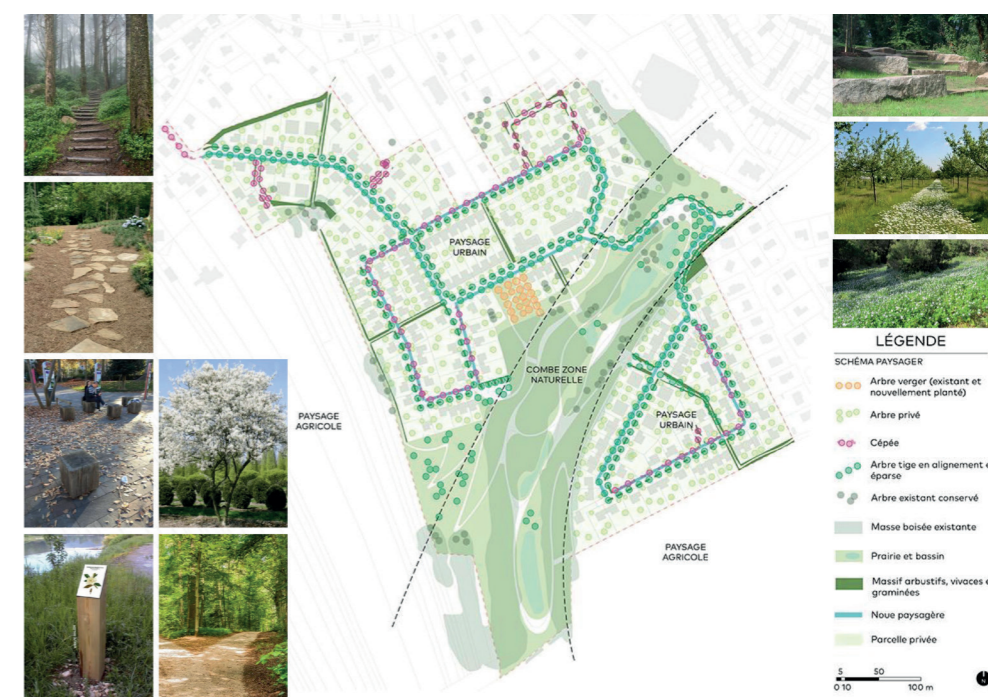 PAYSAGE
URBAIN
COMBE ZONE
NATURELLE
PAYSAGE
AGRICOLE
PAYSAGE
URBAIN
PAYSAGE
AGRICOLE
LÉGENDE
SCHÉMA PAYSAGER
Arbre verger (existant et
nouvellement planté)
Arbre privé
Cépée
Arbre tige en alignement e
éparse
Arbre existant conservé
Masse boisée existante
Prairie et bassin
Massif arbustifs, vivaces e
graminées
Noue paysagère
Parcelle privée
5 50
0 10 100 m
N